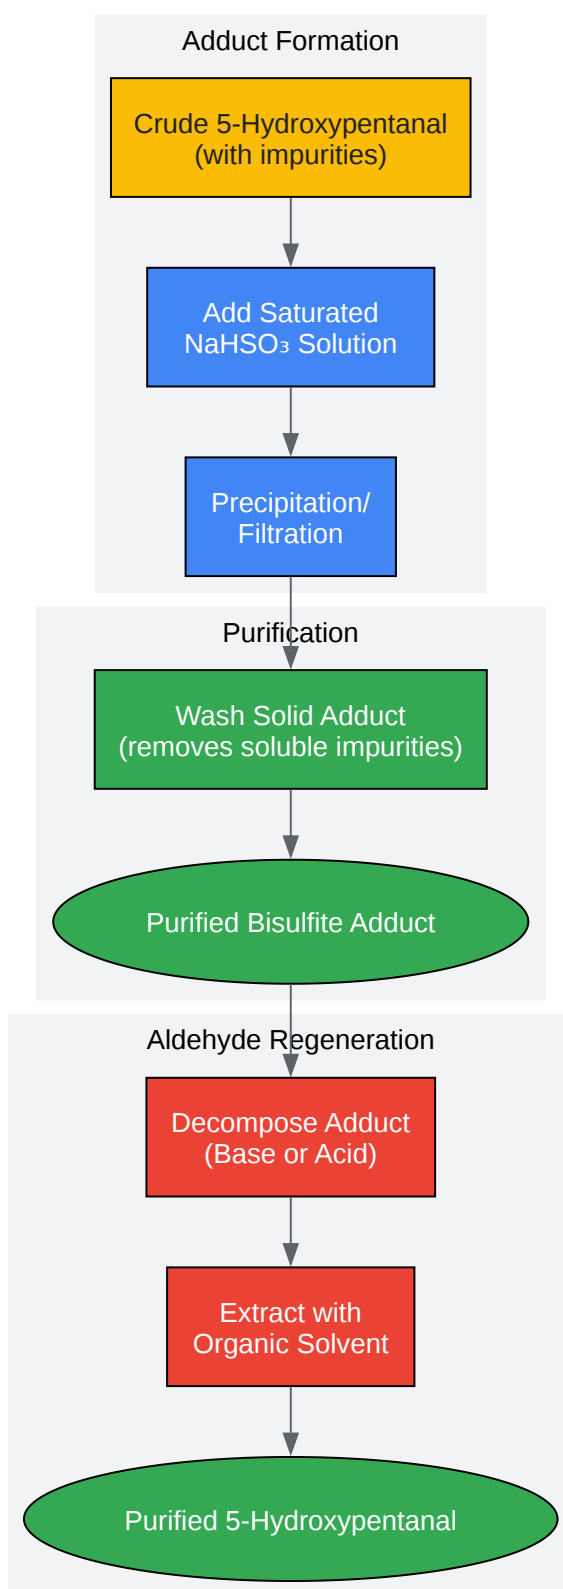 Adduct Formation
Crude 5-Hydroxypentanal
(with impurities)
Add Saturated
NaHSO₃ Solution
Precipitation/
Filtration
Purification
Wash Solid Adduct
(removes soluble impurities)
Purified Bisulfite Adduct
Aldehyde Regeneration
Decompose Adduct
(Base or Acid)
Extract with
Organic Solvent
Purified 5-Hydroxypentanal